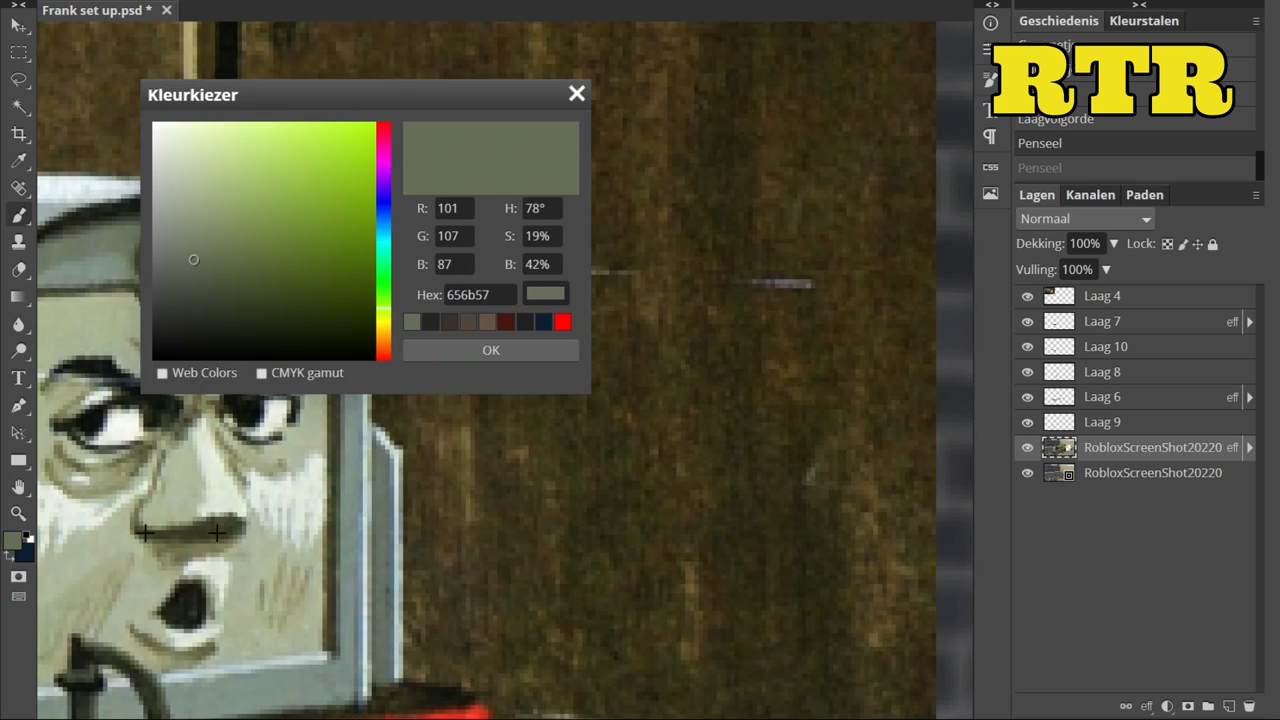 Frank set up.psd *
Geschiedenis Kleurstalen
RTR
Laagvolgorde
Penseel
Penseel
Kleurkiezer
R: 101 H: 78°
G: 107 S: 19%
B: 87 B: 42%
Hex: 656b57
OK
Web Colors CMYK gamut
CSS
Lagen Kanalen Paden
Normaal
Dekking: 100% Lock:
Vulling: 100%
Laag 4
Laag 7 eff
Laag 10
Laag 8
Laag 6 eff
Laag 9
RobloxScreenShot20220 eff
RobloxScreenShot20220
eff